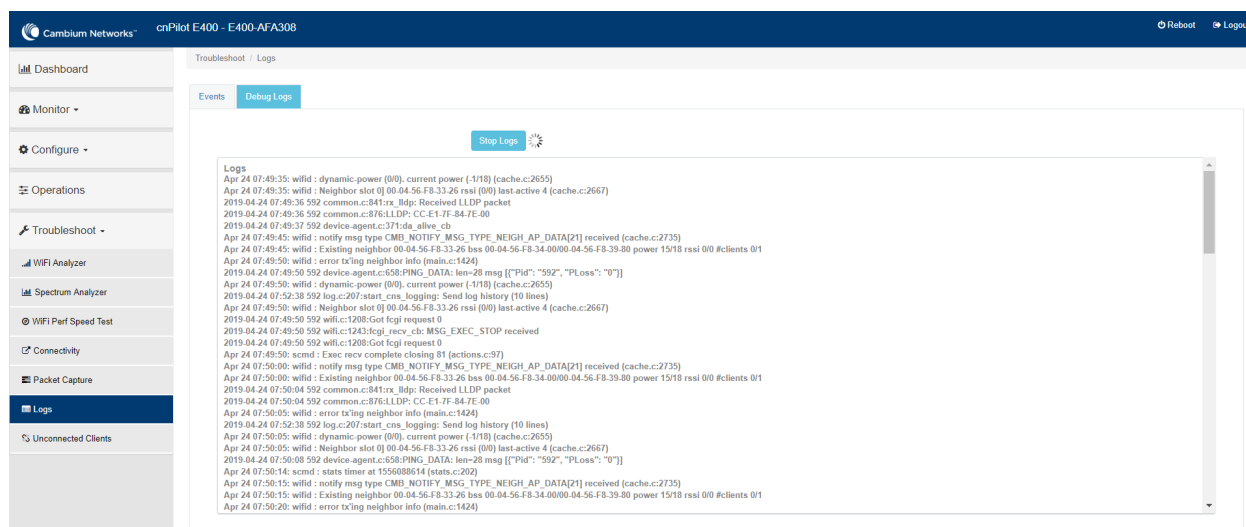 Cambium Networks™
cnPilot E400 - E400-AFA308
Reboot
Logou
Dashboard
Monitor
Configure
Operations
Troubleshoot
WiFi Analyzer
Spectrum Analyzer
WiFi Perf Speed Test
Connectivity
Packet Capture
Logs
Unconnected Clients
Troubleshoot / Logs
Events
Debug Logs
Stop Logs
Logs
Apr 24 07:49:35: wifid : dynamic-power (0/0). current power (-1/18) (cache.c:2655)
Apr 24 07:49:35: wifid : Neighbor slot 0] 00-04-56-F8-33-26 rssi (0/0) last-active 4 (cache.c:2667)
2019-04-24 07:49:36 592 common.c:841:rx_lldp: Received LLDP packet
2019-04-24 07:49:36 592 common.c:876:LLDP: CC-E1-7F-84-7E-00
2019-04-24 07:49:37 592 device-agent.c:371:da_alive_cb
Apr 24 07:49:45: wifid : notify msg type CMB_NOTIFY_MSG_TYPE_NEIGH_AP_DATA[21] received (cache.c:2735)
Apr 24 07:49:45: wifid : Existing neighbor 00-04-56-F8-33-26 bss 00-04-56-F8-34-00/00-04-56-F8-39-80 power 15/18 rssi 0/0 #clients 0/1
Apr 24 07:49:50: wifid : error tx'ing neighbor info (main.c:1424)
2019-04-24 07:49:50 592 device-agent.c:658:PING_DATA: len=28 msg [{"Pid": "592", "PLoss": "0"}]
Apr 24 07:49:50: wifid : dynamic-power (0/0). current power (-1/18) (cache.c:2655)
2019-04-24 07:52:38 592 log.c:207:start_cns_logging: Send log history (10 lines)
Apr 24 07:49:50: wifid : Neighbor slot 0] 00-04-56-F8-33-26 rssi (0/0) last-active 4 (cache.c:2667)
2019-04-24 07:49:50 592 wifi.c:1208:Got fcgi request 0
2019-04-24 07:49:50 592 wifi.c:1243:fcgi_recv_cb: MSG_EXEC_STOP received
2019-04-24 07:49:50 592 wifi.c:1208:Got fcgi request 0
Apr 24 07:49:50: scmd : Exec recv complete closing 81 (actions.c:97)
Apr 24 07:50:00: wifid : notify msg type CMB_NOTIFY_MSG_TYPE_NEIGH_AP_DATA[21] received (cache.c:2735)
Apr 24 07:50:00: wifid : Existing neighbor 00-04-56-F8-33-26 bss 00-04-56-F8-34-00/00-04-56-F8-39-80 power 15/18 rssi 0/0 #clients 0/1
2019-04-24 07:50:04 592 common.c:841:rx_lldp: Received LLDP packet
2019-04-24 07:50:04 592 common.c:876:LLDP: CC-E1-7F-84-7E-00
Apr 24 07:50:05: wifid : error tx'ing neighbor info (main.c:1424)
2019-04-24 07:52:38 592 log.c:207:start_cns_logging: Send log history (10 lines)
Apr 24 07:50:05: wifid : dynamic-power (0/0). current power (-1/18) (cache.c:2655)
Apr 24 07:50:05: wifid : Neighbor slot 0] 00-04-56-F8-33-26 rssi (0/0) last-active 4 (cache.c:2667)
2019-04-24 07:50:08 592 device-agent.c:658:PING_DATA: len=28 msg [{"Pid": "592", "PLoss": "0"}]
Apr 24 07:50:14: scmd : stats timer at 1556088614 (stats.c:202)
Apr 24 07:50:15: wifid : notify msg type CMB_NOTIFY_MSG_TYPE_NEIGH_AP_DATA[21] received (cache.c:2735)
Apr 24 07:50:15: wifid : Existing neighbor 00-04-56-F8-33-26 bss 00-04-56-F8-34-00/00-04-56-F8-39-80 power 15/18 rssi 0/0 #clients 0/1
Apr 24 07:50:20: wifid : error tx'ing neighbor info (main.c:1424)